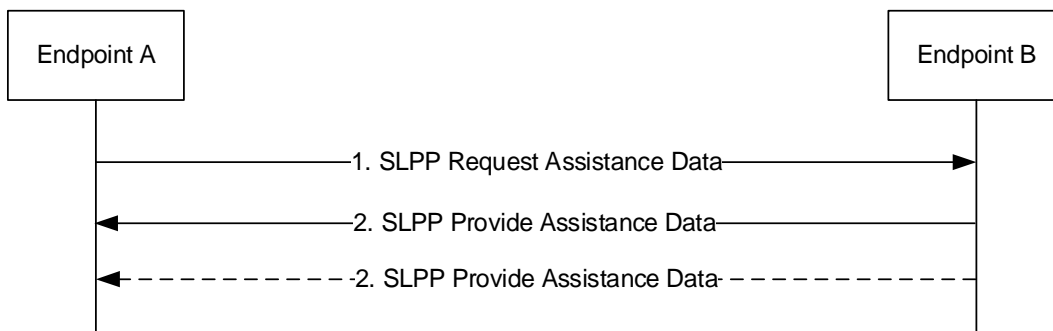 Endpoint A
Endpoint B
1. SLPP Request Assistance Data
2. SLPP Provide Assistance Data
2. SLPP Provide Assistance Data